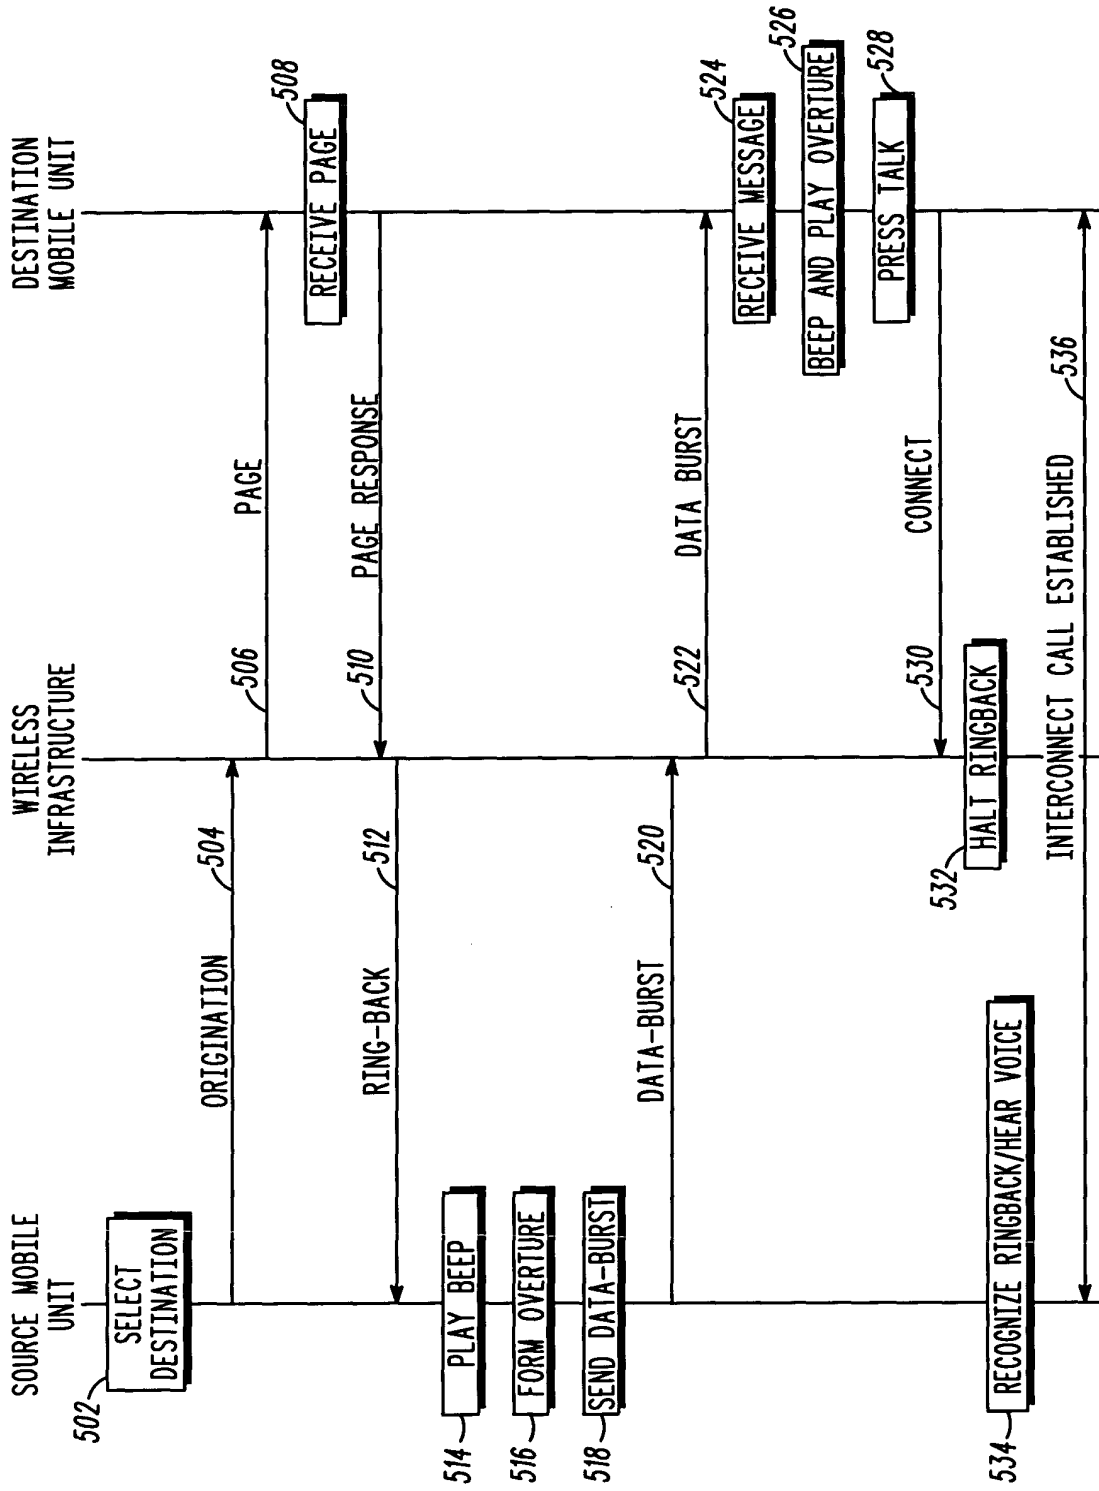 SOURCE MOBILE
UNIT
WIRELESS
INFRASTRUCTURE
DESTINATION
MOBILE UNIT
502
SELECT
DESTINATION
ORIGINATION
504
506
PAGE
508
RECEIVE PAGE
PAGE RESPONSE
510
RING-BACK
512
514
PLAY BEEP
516
FORM OVERTURE
518
SEND DATA-BURST
DATA-BURST
520
522
DATA BURST
524
RECEIVE MESSAGE
526
BEEP AND PLAY OVERTURE
528
PRESS TALK
530
CONNECT
532
HALT RINGBACK
534
RECOGNIZE RINGBACK/HEAR VOICE
INTERCONNECT CALL ESTABLISHED
536